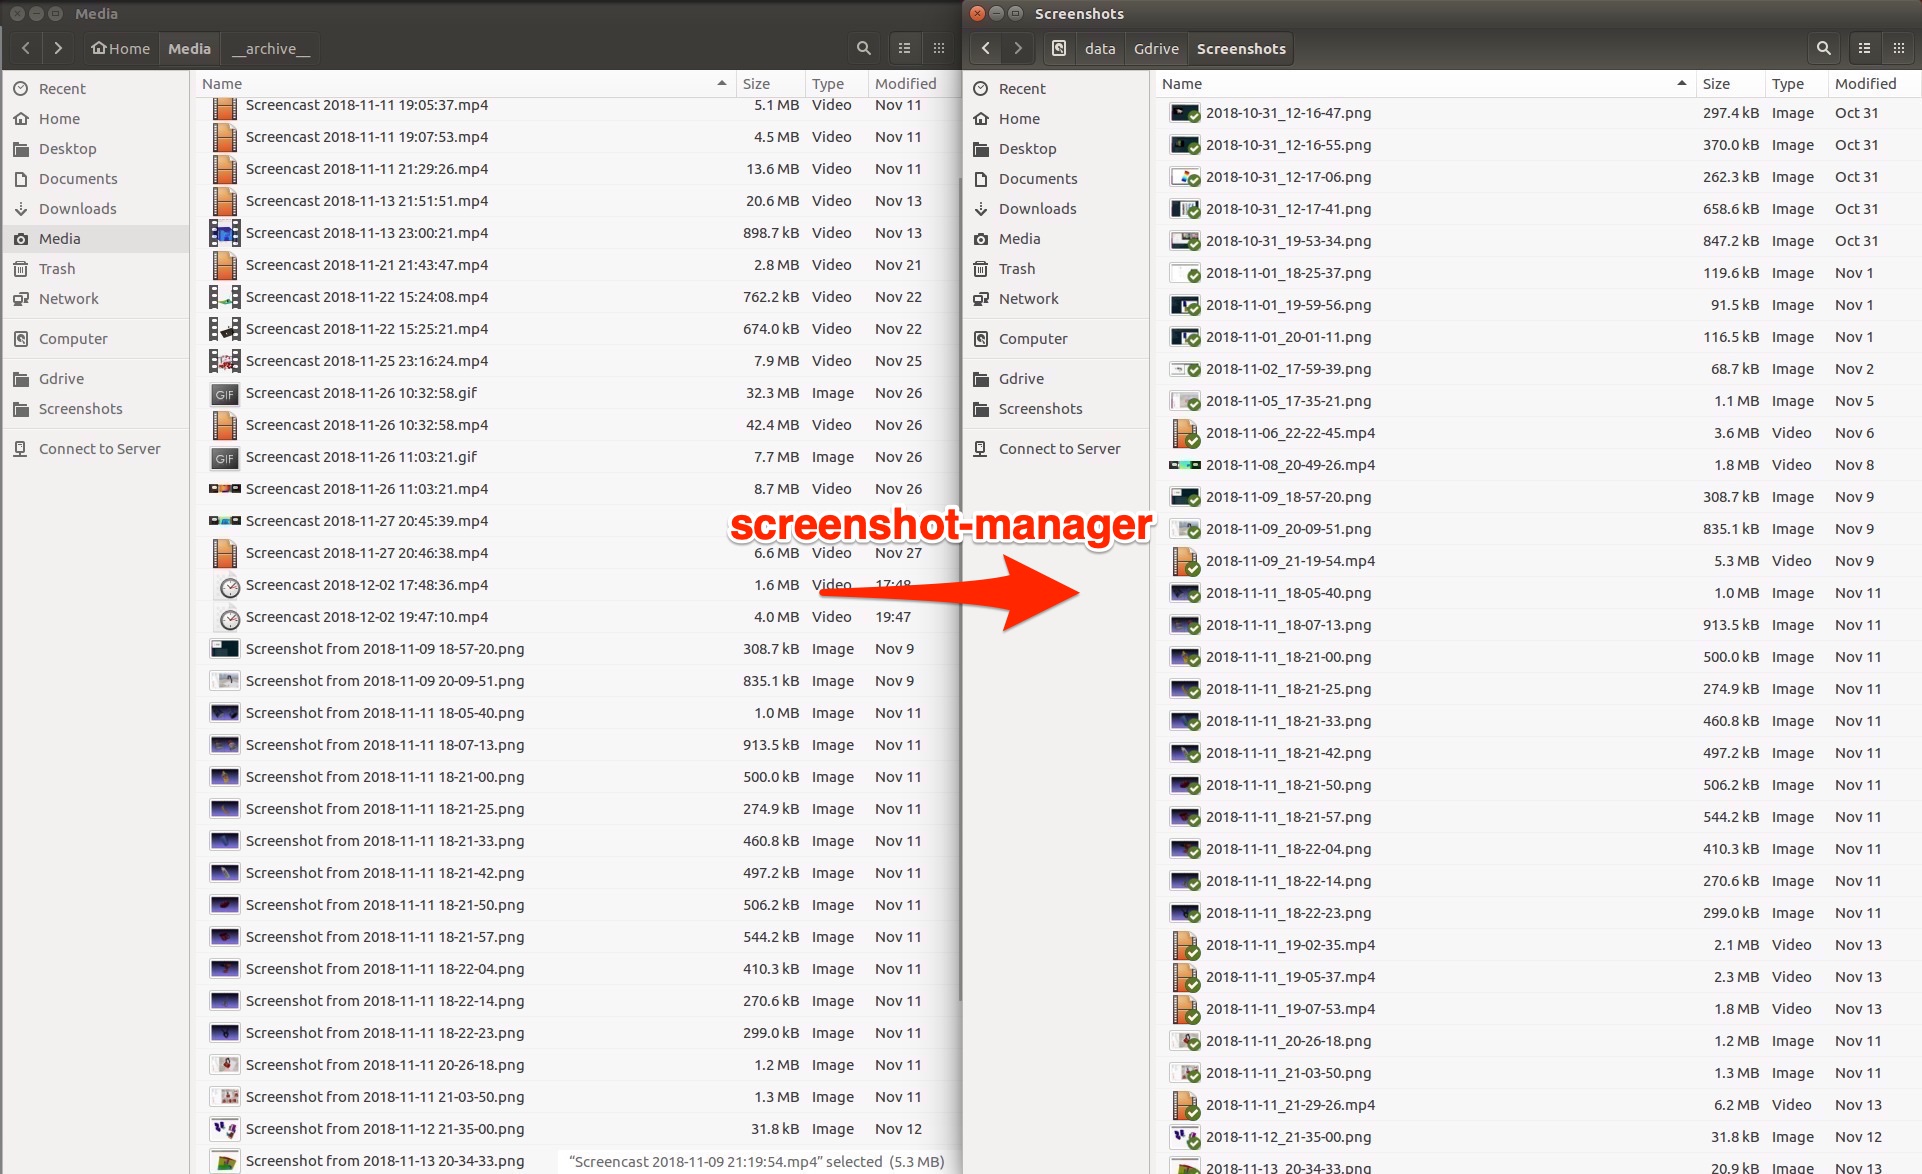 Media
Home Media __archive__
Recent
Home
Desktop
Documents
Downloads
Media
Trash
Network
Computer
Gdrive
Screenshots
Connect to Server
Name Size Type Modified
Screencast 2018-11-11 19:05:37.mp4 5.1 MB Video Nov 11
Screencast 2018-11-11 19:07:53.mp4 4.5 MB Video Nov 11
Screencast 2018-11-11 21:29:26.mp4 13.6 MB Video Nov 11
Screencast 2018-11-13 21:51:51.mp4 20.6 MB Video Nov 13
Screencast 2018-11-13 23:00:21.mp4 898.7 kB Video Nov 13
Screencast 2018-11-21 21:43:47.mp4 2.8 MB Video Nov 21
Screencast 2018-11-22 15:24:08.mp4 762.2 kB Video Nov 22
Screencast 2018-11-22 15:25:21.mp4 674.0 kB Video Nov 22
Screencast 2018-11-25 23:16:24.mp4 7.9 MB Video Nov 25
GIF Screencast 2018-11-26 10:32:58.gif 32.3 MB Image Nov 26
Screencast 2018-11-26 10:32:58.mp4 42.4 MB Video Nov 26
GIF Screencast 2018-11-26 11:03:21.gif 7.7 MB Image Nov 26
Screencast 2018-11-26 11:03:21.mp4 8.7 MB Video Nov 26
Screencast 2018-11-27 20:45:39.mp4
Screencast 2018-11-27 20:46:38.mp4 6.6 MB Video Nov 27
Screencast 2018-12-02 17:48:36.mp4 1.6 MB Video 17:48
Screencast 2018-12-02 19:47:10.mp4 4.0 MB Video 19:47
Screenshot from 2018-11-09 18-57-20.png 308.7 kB Image Nov 9
Screenshot from 2018-11-09 20-09-51.png 835.1 kB Image Nov 9
Screenshot from 2018-11-11 18-05-40.png 1.0 MB Image Nov 11
Screenshot from 2018-11-11 18-07-13.png 913.5 kB Image Nov 11
Screenshot from 2018-11-11 18-21-00.png 500.0 kB Image Nov 11
Screenshot from 2018-11-11 18-21-25.png 274.9 kB Image Nov 11
Screenshot from 2018-11-11 18-21-33.png 460.8 kB Image Nov 11
Screenshot from 2018-11-11 18-21-42.png 497.2 kB Image Nov 11
Screenshot from 2018-11-11 18-21-50.png 506.2 kB Image Nov 11
Screenshot from 2018-11-11 18-21-57.png 544.2 kB Image Nov 11
Screenshot from 2018-11-11 18-22-04.png 410.3 kB Image Nov 11
Screenshot from 2018-11-11 18-22-14.png 270.6 kB Image Nov 11
Screenshot from 2018-11-11 18-22-23.png 299.0 kB Image Nov 11
Screenshot from 2018-11-11 20-26-18.png 1.2 MB Image Nov 11
Screenshot from 2018-11-11 21-03-50.png 1.3 MB Image Nov 11
Screenshot from 2018-11-12 21-35-00.png 31.8 kB Image Nov 12
Screenshot from 2018-11-13 20-34-33.png
"Screencast 2018-11-09 21:19:54.mp4" selected (5.3 MB)
screenshot-manager
Screenshots
data Gdrive Screenshots
Recent
Home
Desktop
Documents
Downloads
Media
Trash
Network
Computer
Gdrive
Screenshots
Connect to Server
Name Size Type Modified
2018-10-31_12-16-47.png 297.4 kB Image Oct 31
2018-10-31_12-16-55.png 370.0 kB Image Oct 31
2018-10-31_12-17-06.png 262.3 kB Image Oct 31
2018-10-31_12-17-41.png 658.6 kB Image Oct 31
2018-10-31_19-53-34.png 847.2 kB Image Oct 31
2018-11-01_18-25-37.png 119.6 kB Image Nov 1
2018-11-01_19-59-56.png 91.5 kB Image Nov 1
2018-11-01_20-01-11.png 116.5 kB Image Nov 1
2018-11-02_17-59-39.png 68.7 kB Image Nov 2
2018-11-05_17-35-21.png 1.1 MB Image Nov 5
2018-11-06_22-22-45.mp4 3.6 MB Video Nov 6
2018-11-08_20-49-26.mp4 1.8 MB Video Nov 8
2018-11-09_18-57-20.png 308.7 kB Image Nov 9
2018-11-09_20-09-51.png 835.1 kB Image Nov 9
2018-11-09_21-19-54.mp4 5.3 MB Video Nov 9
2018-11-11_18-05-40.png 1.0 MB Image Nov 11
2018-11-11_18-07-13.png 913.5 kB Image Nov 11
2018-11-11_18-21-00.png 500.0 kB Image Nov 11
2018-11-11_18-21-25.png 274.9 kB Image Nov 11
2018-11-11_18-21-33.png 460.8 kB Image Nov 11
2018-11-11_18-21-42.png 497.2 kB Image Nov 11
2018-11-11_18-21-50.png 506.2 kB Image Nov 11
2018-11-11_18-21-57.png 544.2 kB Image Nov 11
2018-11-11_18-22-04.png 410.3 kB Image Nov 11
2018-11-11_18-22-14.png 270.6 kB Image Nov 11
2018-11-11_18-22-23.png 299.0 kB Image Nov 11
2018-11-11_19-02-35.mp4 2.1 MB Video Nov 13
2018-11-11_19-05-37.mp4 2.3 MB Video Nov 13
2018-11-11_19-07-53.mp4 1.8 MB Video Nov 13
2018-11-11_20-26-18.png 1.2 MB Image Nov 11
2018-11-11_21-03-50.png 1.3 MB Image Nov 11
2018-11-11_21-29-26.mp4 6.2 MB Video Nov 13
2018-11-12_21-35-00.png 31.8 kB Image Nov 12
2018-11-13_20-34-33.png 20.9 kB Image Nov 13